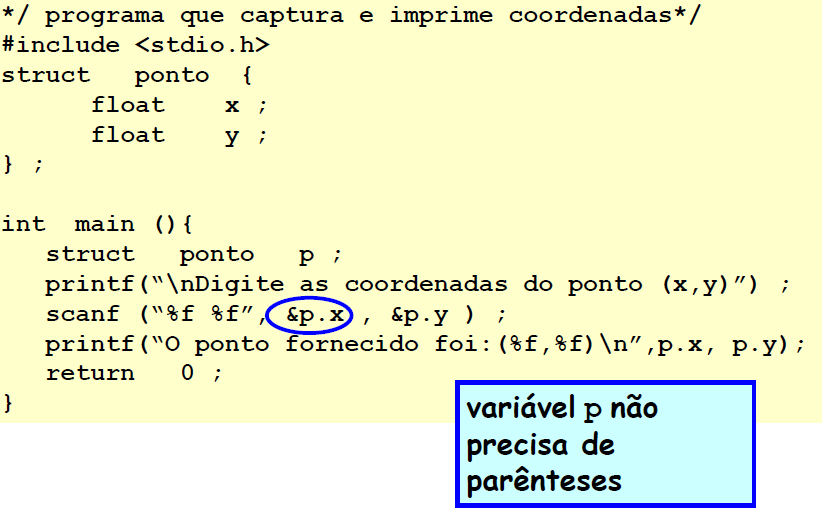 */ programa que captura e imprime coordenadas*/
#include <stdio.h>
struct ponto {
float x ;
float y ;
} ;
int main (){
struct ponto p ;
printf(“\nDigite as coordenadas do ponto (x,y)”) ;
scanf (“%f %f”, &p.x , &p.y ) ;
printf(“O ponto fornecido foi:(%f,%f)\n”,p.x, p.y);
return 0 ;
}
variável p não
precisa de
parênteses